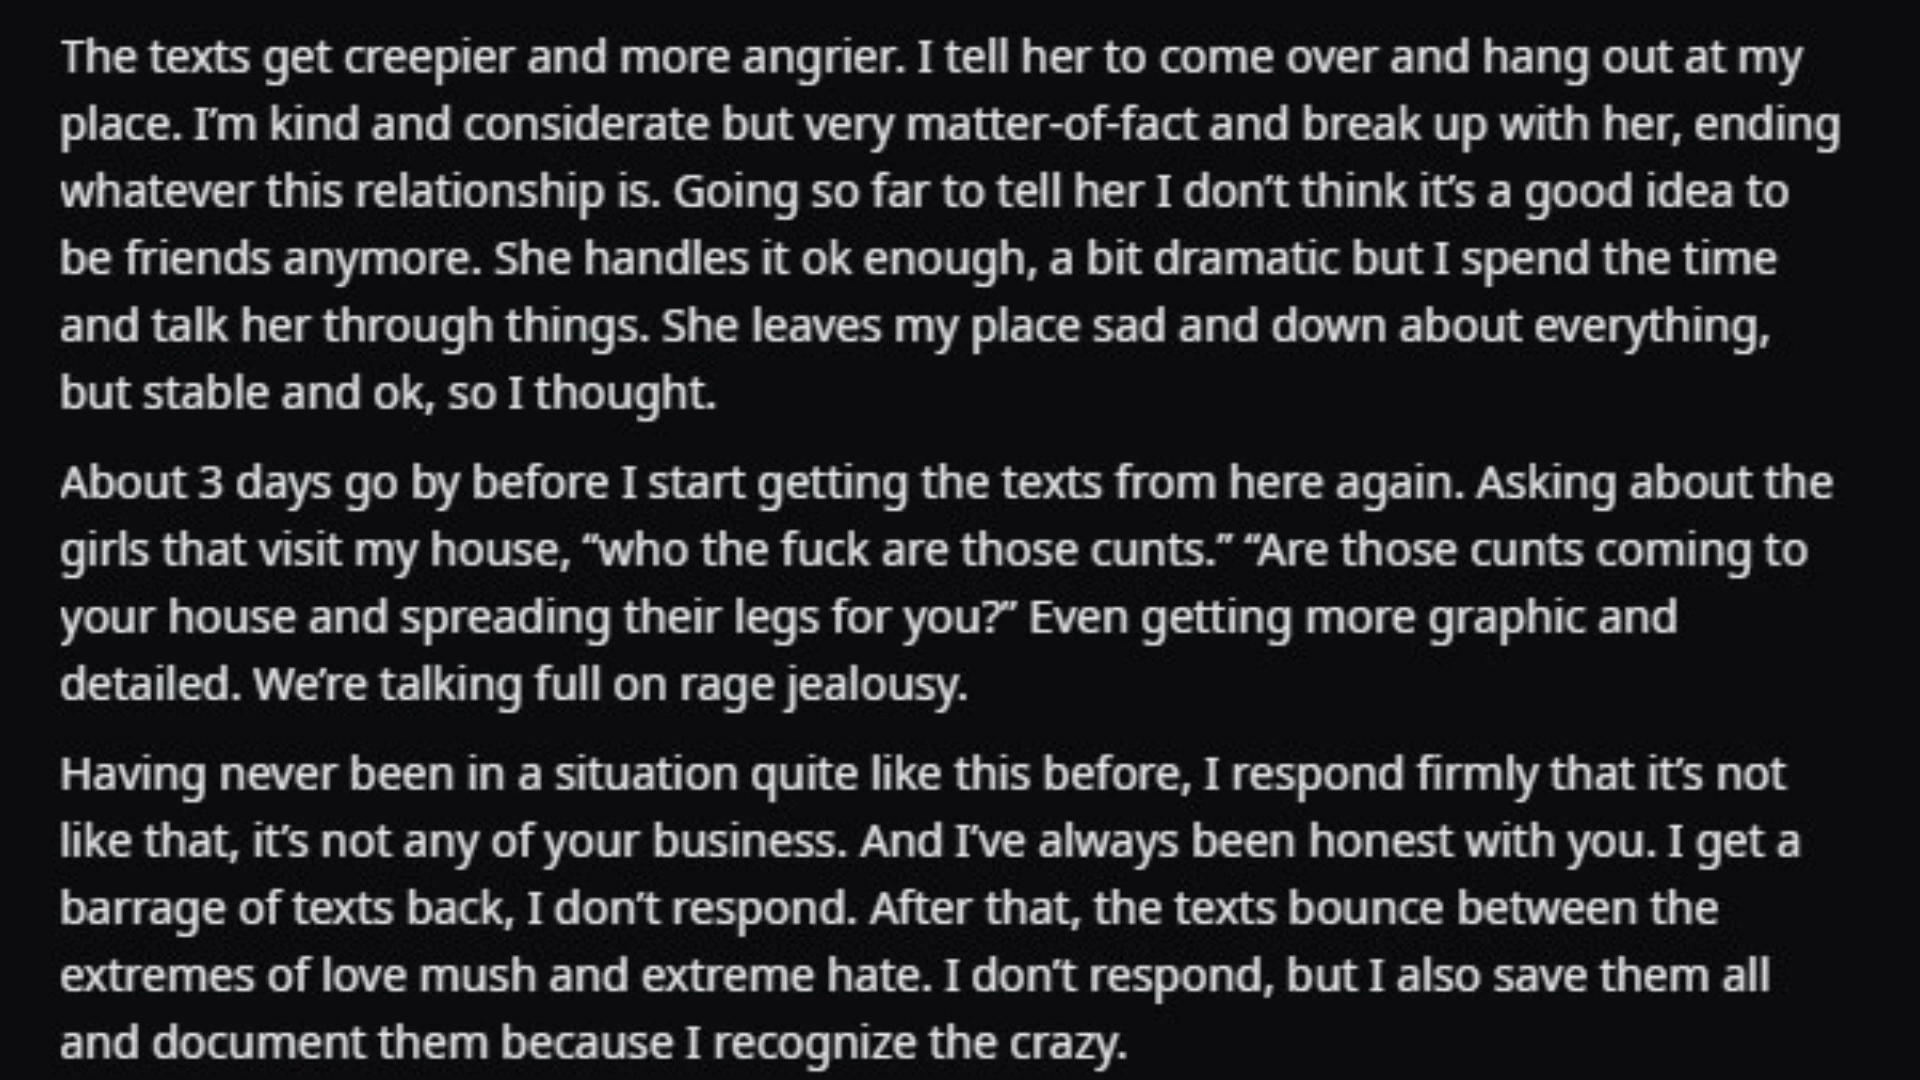 The texts get creepier and more angrier. I tell her to come over and hang out at my
place. I’m kind and considerate but very matter-of-fact and break up with her, ending
whatever this relationship is. Going so far to tell her I don’t think it’s a good idea to
be friends anymore. She handles it ok enough, a bit dramatic but I spend the time
and talk her through things. She leaves my place sad and down about everything,
but stable and ok, so I thought.
About 3 days go by before I start getting the texts from here again. Asking about the
girls that visit my house, “who the fuck are those cunts.” “Are those cunts coming to
your house and spreading their legs for you?” Even getting more graphic and
detailed. We’re talking full on rage jealousy.
Having never been in a situation quite like this before, I respond firmly that it’s not
like that, it’s not any of your business. And I’ve always been honest with you. I get a
barrage of texts back, I don’t respond. After that, the texts bounce between the
extremes of love mush and extreme hate. I don’t respond, but I also save them all
and document them because I recognize the crazy.